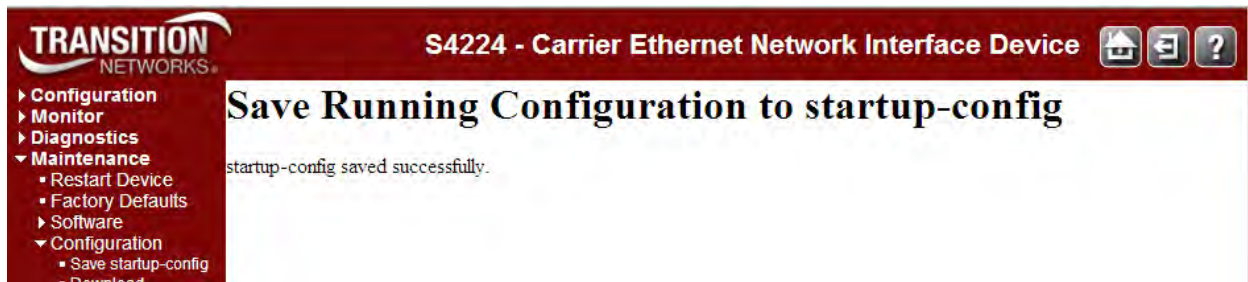 TRANSITION
NETWORKS®
S4224 - Carrier Ethernet Network Interface Device
?
Configuration
Monitor
Diagnostics
Maintenance
Restart Device
Factory Defaults
Software
Configuration
Save startup-config
Download
Save Running Configuration to startup-config
startup-config saved successfully.